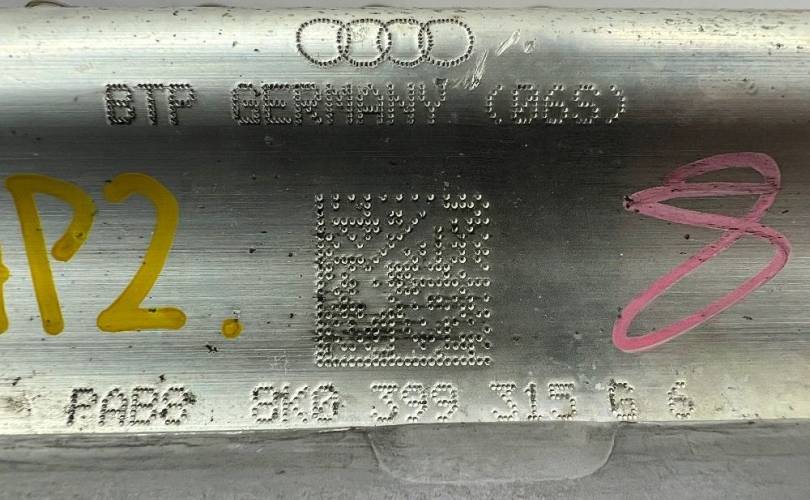 BTP GERMANY (06S)
P2.
8
PAB8 8K0 399 315 G 6